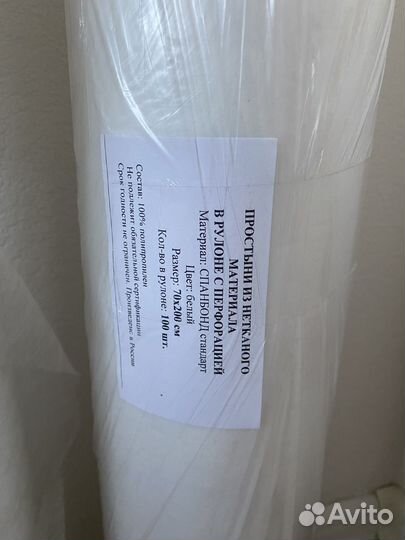 ПРОСТЫНИ ИЗ НЕТКАНОГО
МАТЕРИАЛА
В РУЛОНЕ С ПЕРФОРАЦИЕЙ
Материал: СПАНБОНД стандарт
Цвет: белый
Размер: 70х200 см
Кол-во в рулоне: 100 шт.
Состав: 100% полипропилен
Не подлежит обязательной сертификации
Срок годности не ограничен. Произведено в России
Avito